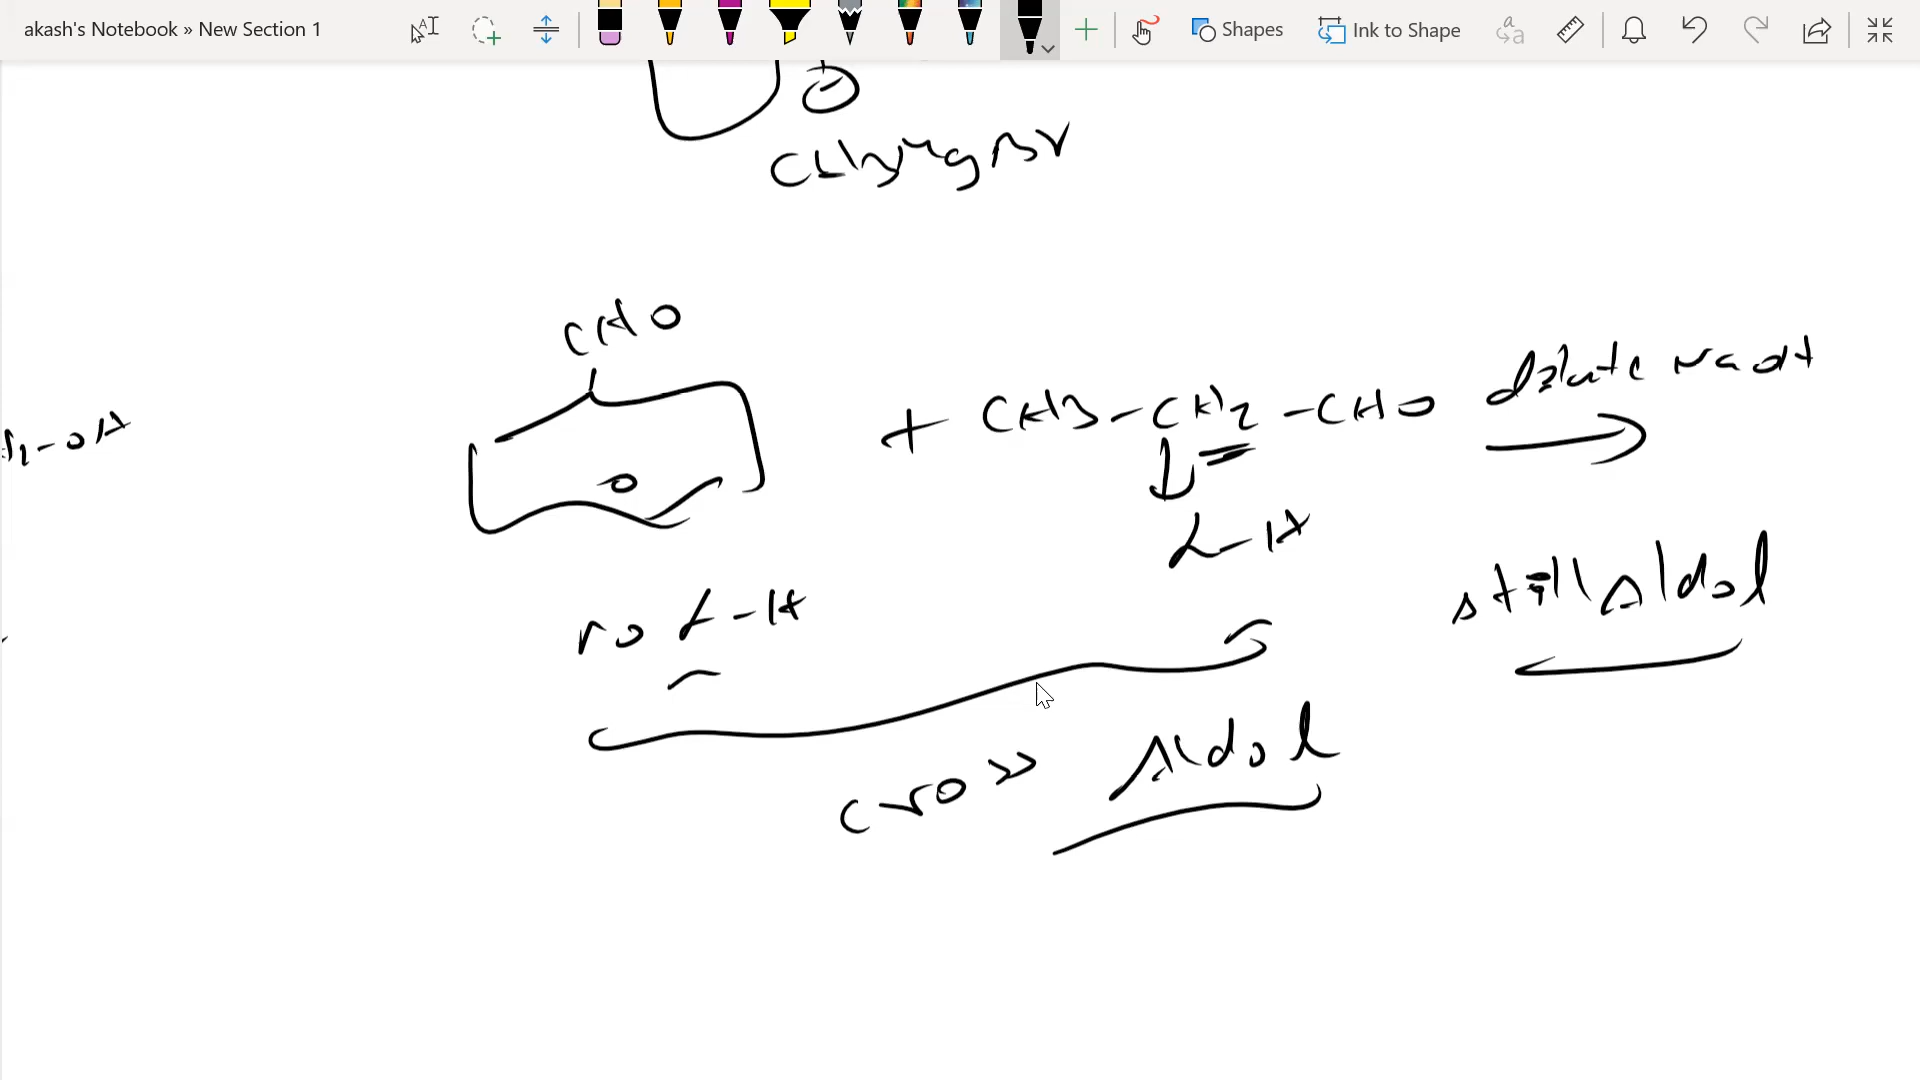 akash's Notebook » New Section 1
Shapes
Ink to Shape
CH3MgBr
CHO
+ CH3-CH2-CHO
dilute NaOH
α-H
no α-H
still Aldol
cross Aldol